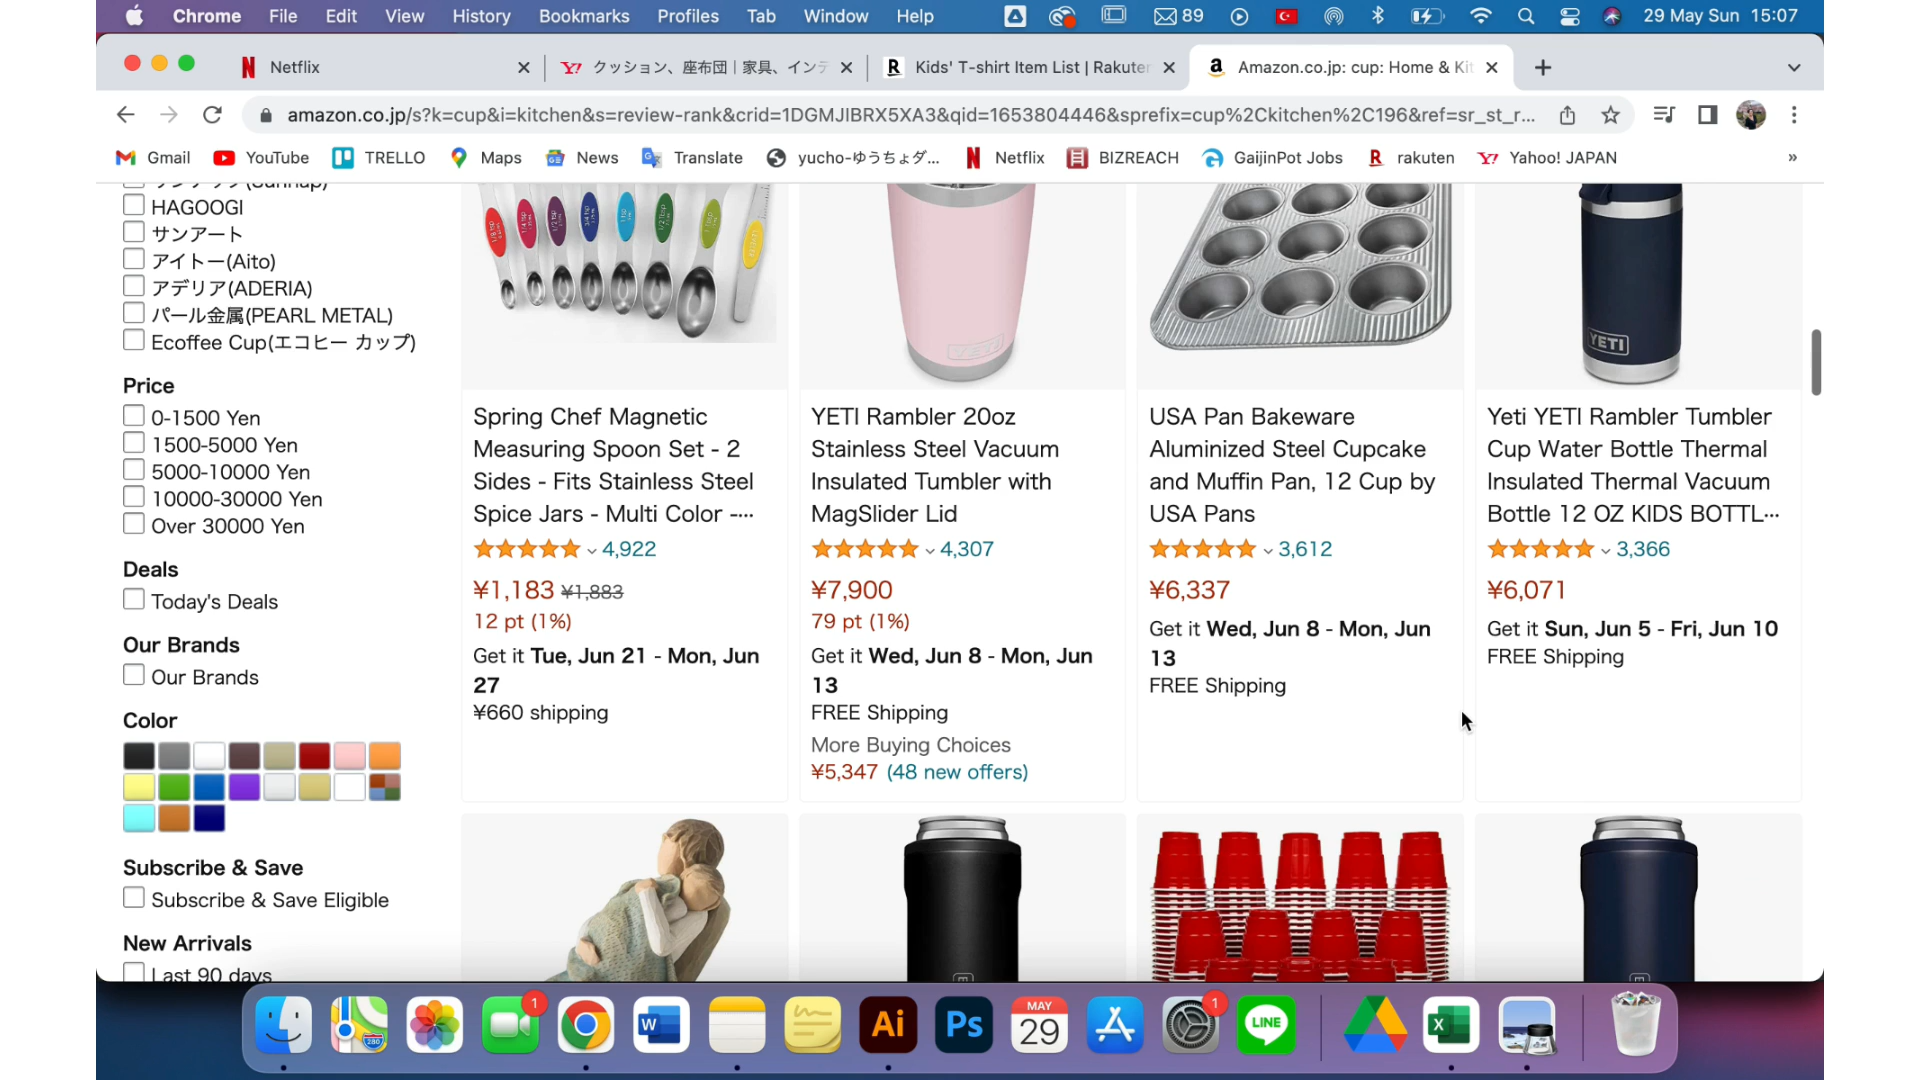 Chrome File Edit View History Bookmarks Profiles Tab Window Help 89 29 May Sun 15:07
Netflix クッション、座布団｜家具、インテ Kids' T-shirt Item List | Rakuten Amazon.co.jp: cup: Home & Kit
amazon.co.jp/s?k=cup&i=kitchen&s=review-rank&crid=1DGMJIBRX5XA3&qid=1653804446&sprefix=cup%2Ckitchen%2C196&ref=sr_st_r...
Gmail YouTube TRELLO Maps News Translate yucho-ゆうちょダ... Netflix BIZREACH GaijinPot Jobs rakuten Yahoo! JAPAN »
HAGOOGI
サンアート
アイトー(Aito)
アデリア(ADERIA)
パール金属(PEARL METAL)
Ecoffee Cup(エコヒー カップ)
Price
0-1500 Yen
1500-5000 Yen
5000-10000 Yen
10000-30000 Yen
Over 30000 Yen
Deals
Today's Deals
Our Brands
Our Brands
Color
Subscribe & Save
Subscribe & Save Eligible
New Arrivals
Last 90 days
Spring Chef Magnetic
Measuring Spoon Set - 2
Sides - Fits Stainless Steel
Spice Jars - Multi Color -…
4,922
¥1,183 ¥1,883
12 pt (1%)
Get it Tue, Jun 21 - Mon, Jun
27
¥660 shipping
YETI
YETI Rambler 20oz
Stainless Steel Vacuum
Insulated Tumbler with
MagSlider Lid
4,307
¥7,900
79 pt (1%)
Get it Wed, Jun 8 - Mon, Jun
13
FREE Shipping
More Buying Choices
¥5,347 (48 new offers)
USA Pan Bakeware
Aluminized Steel Cupcake
and Muffin Pan, 12 Cup by
USA Pans
3,612
¥6,337
Get it Wed, Jun 8 - Mon, Jun
13
FREE Shipping
YETI
Yeti YETI Rambler Tumbler
Cup Water Bottle Thermal
Insulated Thermal Vacuum
Bottle 12 OZ KIDS BOTTL…
3,366
¥6,071
Get it Sun, Jun 5 - Fri, Jun 10
FREE Shipping
280 1 W Ai Ps MAY 29 1 LINE X